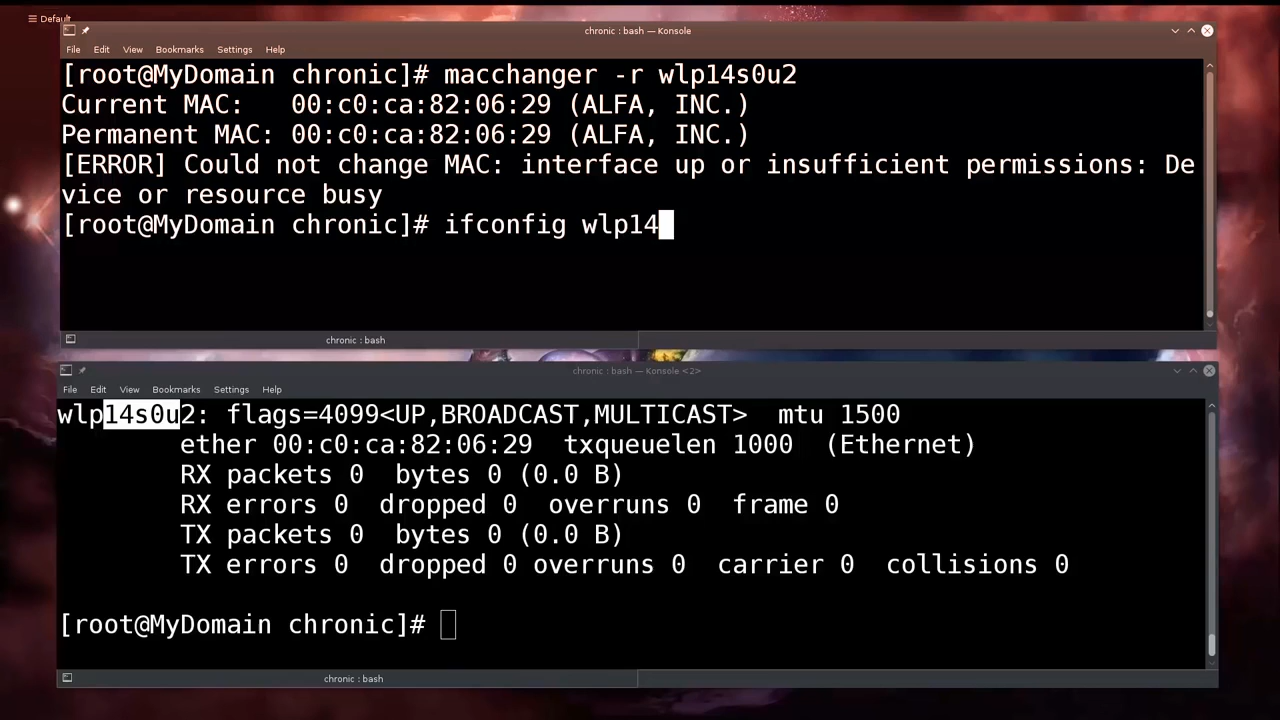 Default
chronic : bash — Konsole
File Edit View Bookmarks Settings Help
[root@MyDomain chronic]# macchanger -r wlp14s0u2
Current MAC:   00:c0:ca:82:06:29 (ALFA, INC.)
Permanent MAC: 00:c0:ca:82:06:29 (ALFA, INC.)
[ERROR] Could not change MAC: interface up or insufficient permissions: De
vice or resource busy
[root@MyDomain chronic]# ifconfig wlp14
chronic : bash
chronic : bash — Konsole <2>
File Edit View Bookmarks Settings Help
wlp14s0u2: flags=4099<UP,BROADCAST,MULTICAST>  mtu 1500
        ether 00:c0:ca:82:06:29  txqueuelen 1000  (Ethernet)
        RX packets 0  bytes 0 (0.0 B)
        RX errors 0  dropped 0  overruns 0  frame 0
        TX packets 0  bytes 0 (0.0 B)
        TX errors 0  dropped 0 overruns 0  carrier 0  collisions 0
[root@MyDomain chronic]#
chronic : bash